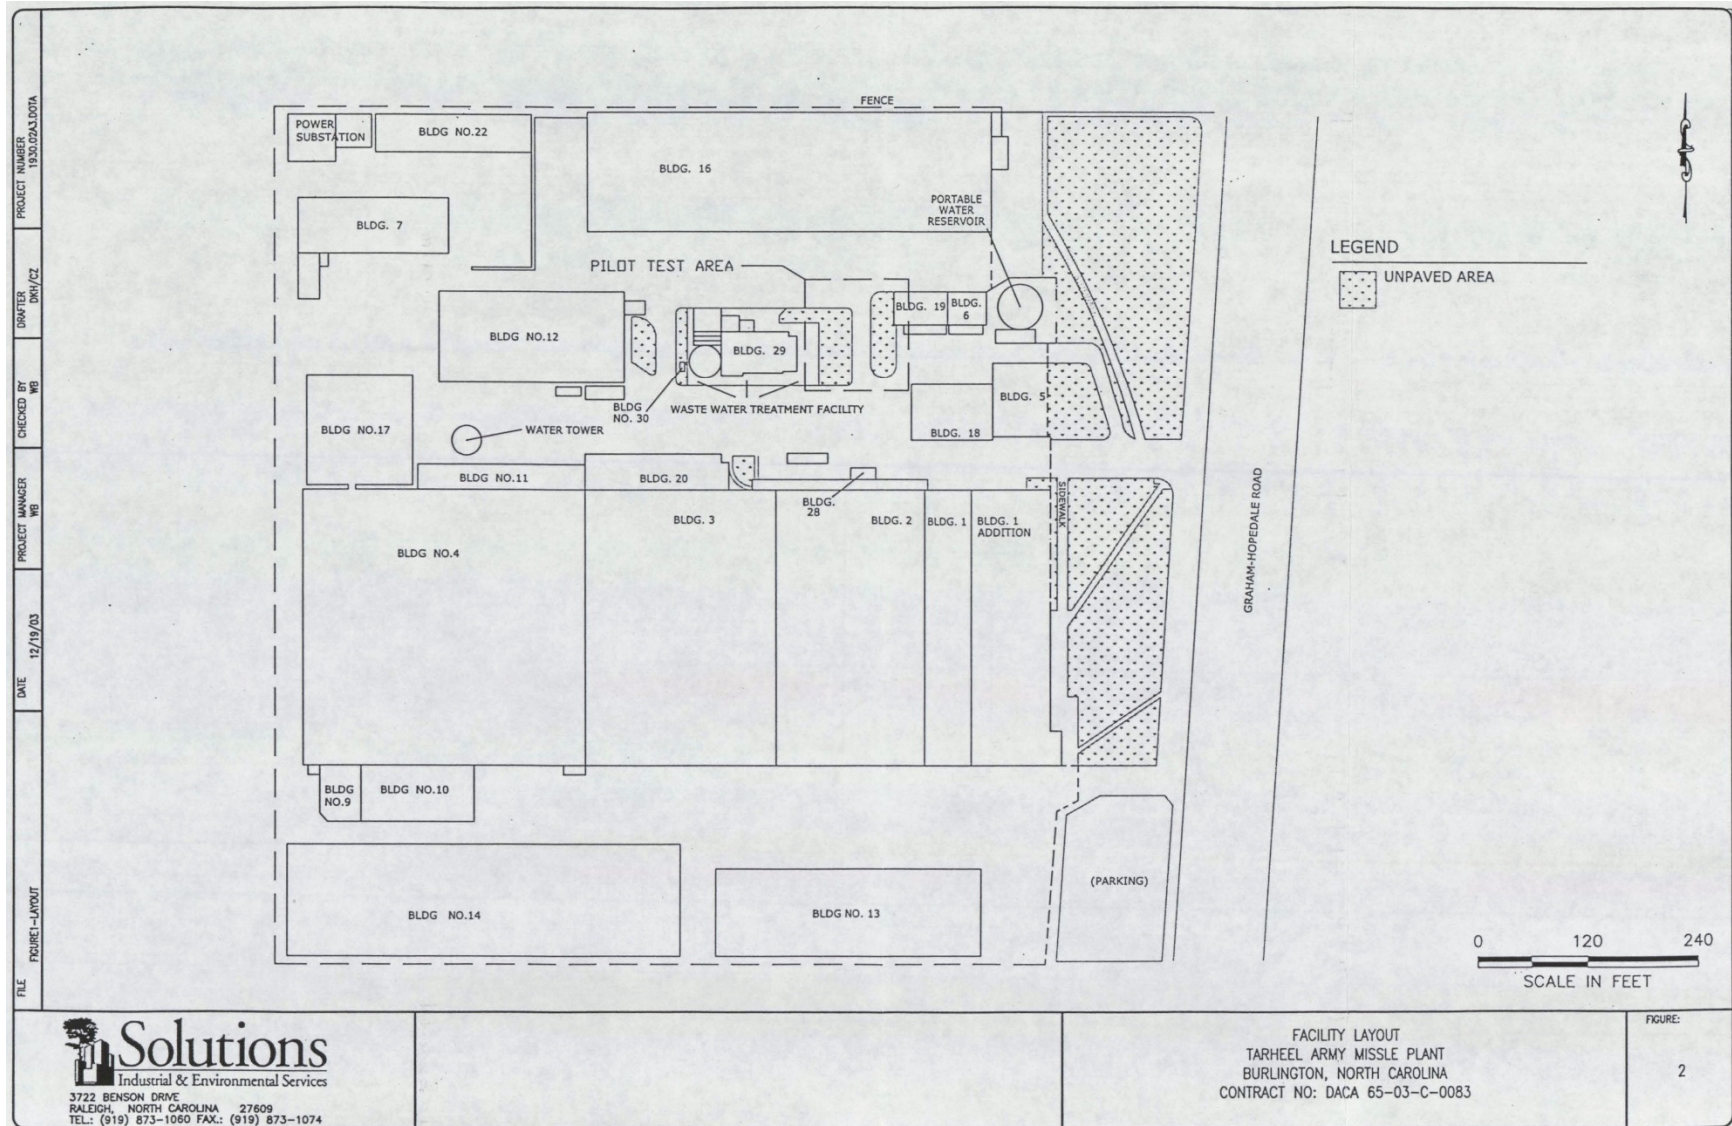 PROJECT NUMBER
1930.02A3.D0TA
DRAFTER
DKH/CZ
CHECKED BY
WB
PROJECT MANAGER
WB
DATE
12/19/03
FILE
FIGURE1-LAYOUT
FENCE
POWER
SUBSTATION
BLDG NO.22
BLDG. 16
BLDG. 7
PORTABLE
WATER
RESERVOIR
PILOT TEST AREA
BLDG. 19
BLDG.
6
BLDG NO.12
BLDG. 29
BLDG
NO. 30
WASTE WATER TREATMENT FACILITY
BLDG. 5
BLDG. 18
BLDG NO.17
WATER TOWER
BLDG NO.11
BLDG. 20
BLDG.
28
BLDG NO.4
BLDG. 3
BLDG. 2
BLDG. 1
BLDG. 1
ADDITION
SIDEWALK
GRAHAM-HOPEDALE ROAD
BLDG
NO.9
BLDG NO.10
BLDG NO.14
BLDG NO. 13
(PARKING)
LEGEND
UNPAVED AREA
0 120 240
SCALE IN FEET
Solutions
Industrial & Environmental Services
3722 BENSON DRIVE
RALEIGH, NORTH CAROLINA 27609
TEL.: (919) 873-1060 FAX.: (919) 873-1074
FACILITY LAYOUT
TARHEEL ARMY MISSLE PLANT
BURLINGTON, NORTH CAROLINA
CONTRACT NO: DACA 65-03-C-0083
FIGURE:
2